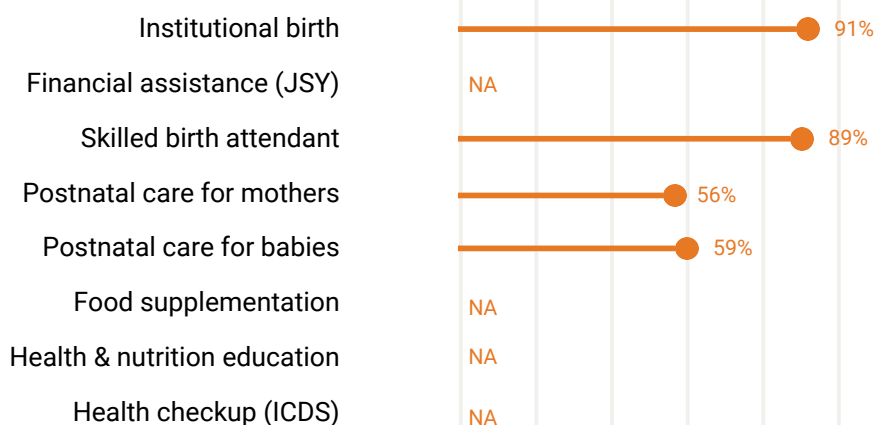 Institutional birth 91%
Financial assistance (JSY) NA
Skilled birth attendant 89%
Postnatal care for mothers 56%
Postnatal care for babies 59%
Food supplementation NA
Health & nutrition education NA
Health checkup (ICDS) NA